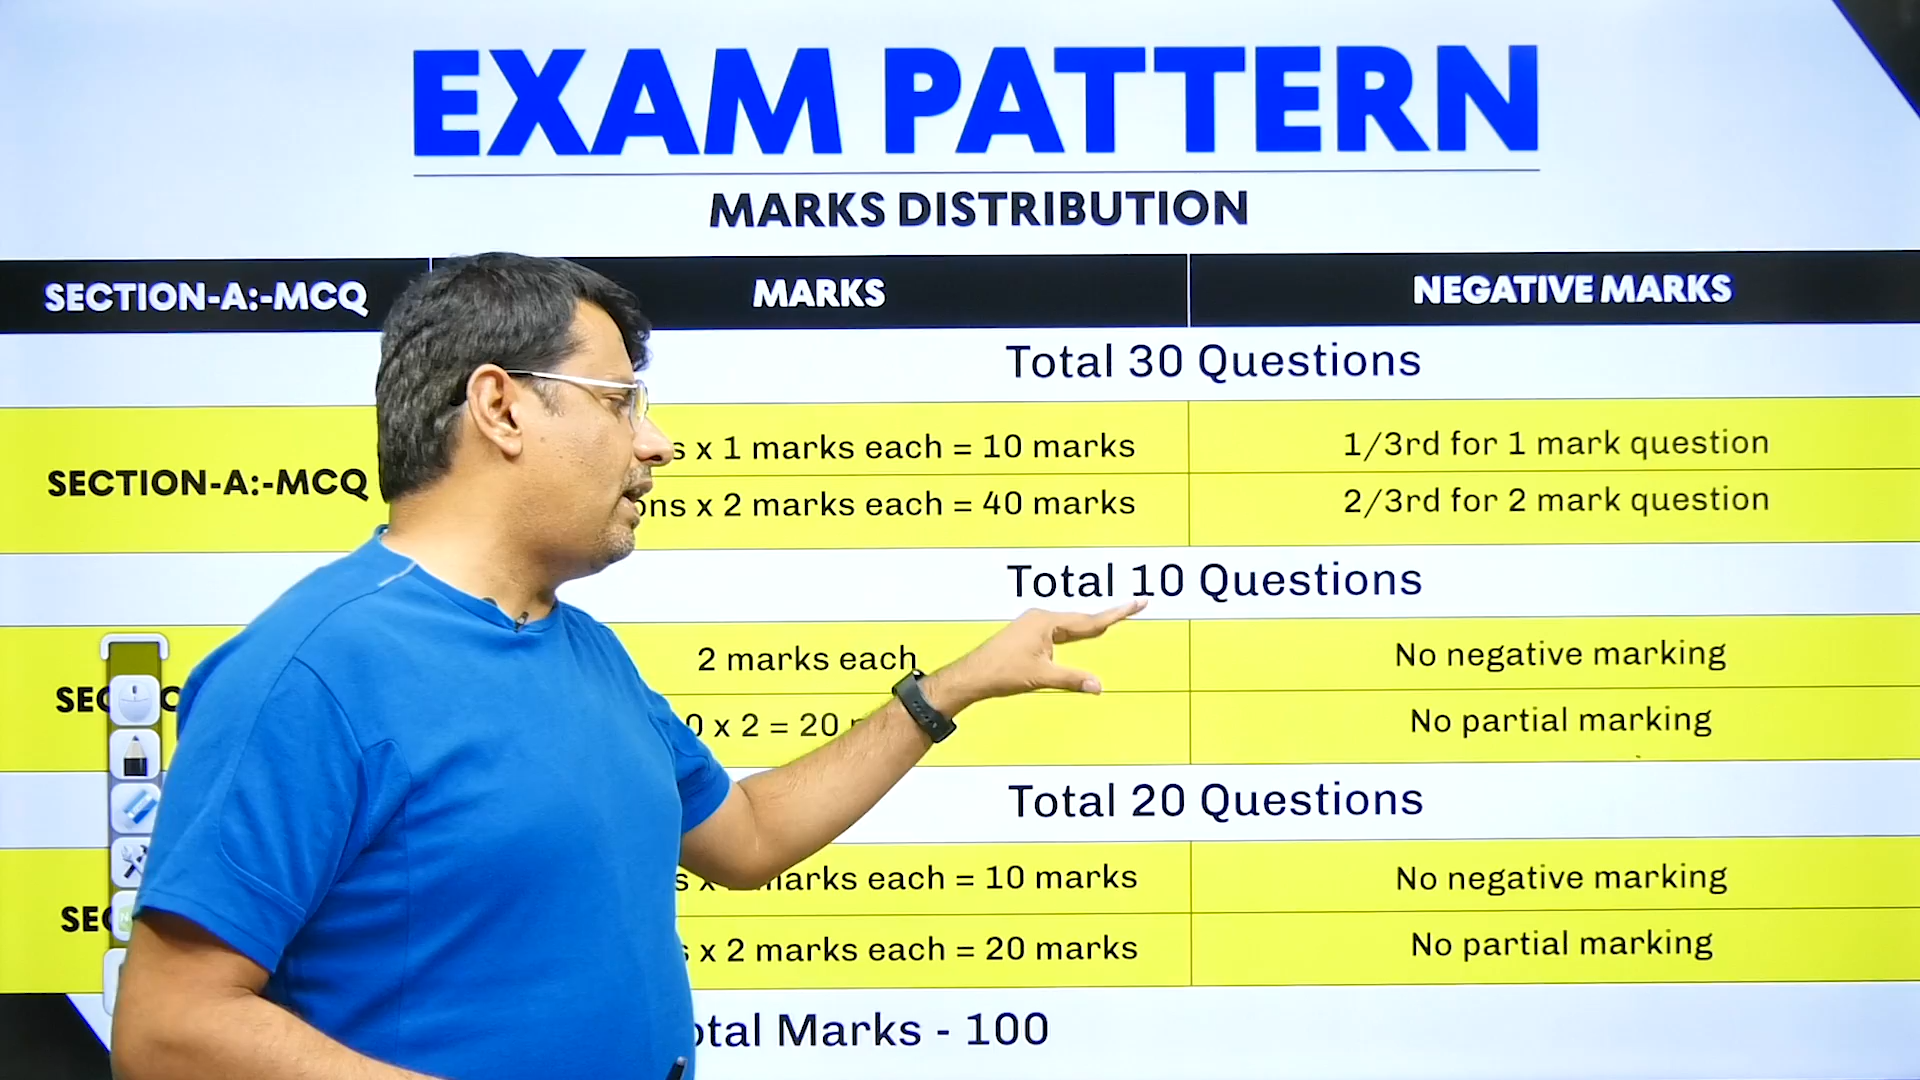 EXAM PATTERN
MARKS DISTRIBUTION
SECTION-A:-MCQ MARKS NEGATIVE MARKS
Total 30 Questions
SECTION-A:-MCQ
x 1 marks each = 10 marks 1/3rd for 1 mark question
x 2 marks each = 40 marks 2/3rd for 2 mark question
Total 10 Questions
2 marks each No negative marking
x 2 = 20 No partial marking
Total 20 Questions
marks each = 10 marks No negative marking
x 2 marks each = 20 marks No partial marking
Marks - 100